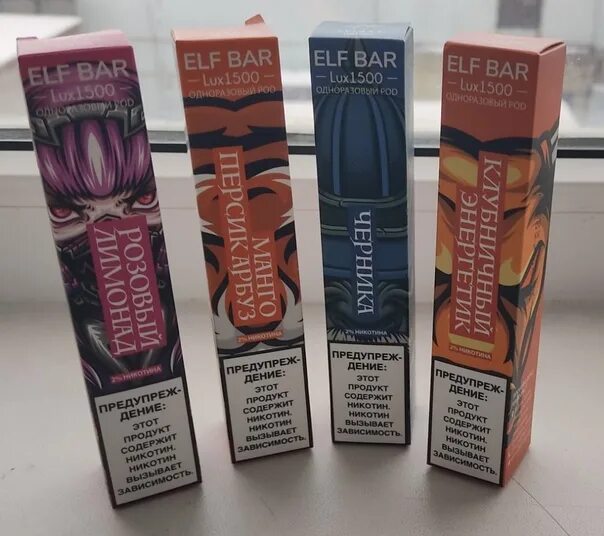 ELF BAR
Lux1500
ОДНОРАЗОВЫЙ POD
РОЗОВЫЙ
ЛИМОНАД
2% НИКОТИНА
ПРЕДУПРЕЖ-
ДЕНИЕ:
ЭТОТ
ПРОДУКТ
СОДЕРЖИТ
НИКОТИН.
НИКОТИН
ВЫЗЫВАЕТ
ЗАВИСИМОСТЬ.
ELF BAR
Lux1500
ОДНОРАЗОВЫЙ POD
МАНГО
ПЕРСИК АРБУЗ
2% НИКОТИНА
ПРЕДУПРЕЖ-
ДЕНИЕ:
ЭТОТ
ПРОДУКТ
СОДЕРЖИТ
НИКОТИН.
НИКОТИН
ВЫЗЫВАЕТ
ЗАВИСИМОСТЬ.
ELF BAR
Lux1500
ОДНОРАЗОВЫЙ POD
ЧЕРНИКА
2% НИКОТИНА
ПРЕДУПРЕЖ-
ДЕНИЕ:
ЭТОТ
ПРОДУКТ
СОДЕРЖИТ
НИКОТИН.
НИКОТИН
ВЫЗЫВАЕТ
ЗАВИСИМОСТЬ.
ELF BAR
Lux1500
ОДНОРАЗОВЫЙ POD
КЛУБНИЧНЫЙ
ЭНЕРГЕТИК
2% НИКОТИНА
ПРЕДУПРЕЖ-
ДЕНИЕ:
ЭТОТ
ПРОДУКТ
СОДЕРЖИТ
НИКОТИН.
НИКОТИН
ВЫЗЫВАЕТ
ЗАВИСИМОСТЬ.